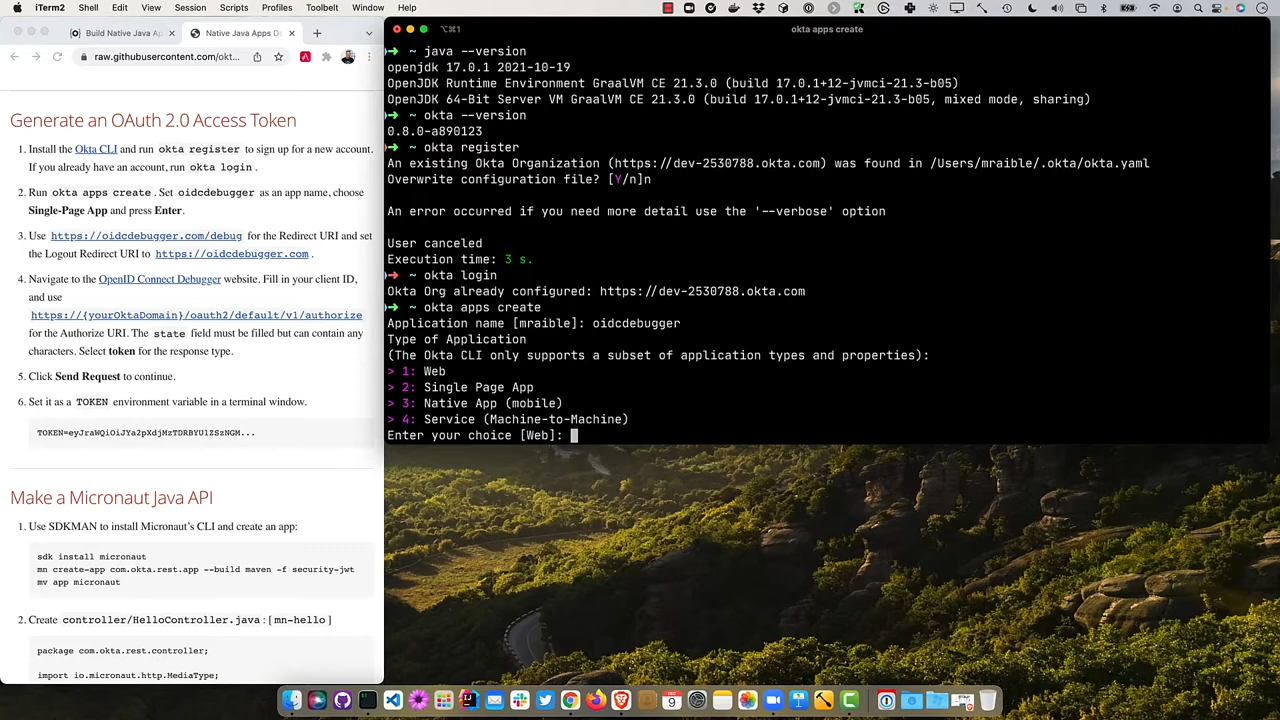 iTerm2 Shell Edit View Session Scripts Profiles Toolbelt Window Help
Build Native Java Ap
Native Java Apps De
raw.githubusercontent.com/okt...
okta apps create
⌥⌘1
Generate an OAuth 2.0 Access Token
1. Install the Okta CLI and run okta register to sign up for a new account.
If you already have an account, run okta login.
2. Run okta apps create. Set oidcdebugger as an app name, choose
Single-Page App and press Enter.
3. Use https://oidcdebugger.com/debug for the Redirect URI and set
the Logout Redirect URI to https://oidcdebugger.com.
4. Navigate to the OpenID Connect Debugger website. Fill in your client ID,
and use
https://{yourOktaDomain}/oauth2/default/v1/authorize
for the Authorize URI. The state field must be filled but can contain any
characters. Select token for the response type.
5. Click Send Request to continue.
6. Set it as a TOKEN environment variable in a terminal window.
TOKEN=eyJraWQiOiJYa2pXdjMzTDRBYU1ZSzNGM...
Make a Micronaut Java API
1. Use SDKMAN to install Micronaut's CLI and create an app:
sdk install micronaut
mn create-app com.okta.rest.app --build maven -f security-jwt
mv app micronaut
2. Create controller/HelloController.java: [mn-hello]
package com.okta.rest.controller;
import io.micronaut.http.MediaType;
➜ ~ java --version
openjdk 17.0.1 2021-10-19
OpenJDK Runtime Environment GraalVM CE 21.3.0 (build 17.0.1+12-jvmci-21.3-b05)
OpenJDK 64-Bit Server VM GraalVM CE 21.3.0 (build 17.0.1+12-jvmci-21.3-b05, mixed mode, sharing)
➜ ~ okta --version
0.8.0-a890123
➜ ~ okta register
An existing Okta Organization (https://dev-2530788.okta.com) was found in /Users/mraible/.okta/okta.yaml
Overwrite configuration file? [Y/n]n
An error occurred if you need more detail use the '--verbose' option
User canceled
Execution time: 3 s.
➜ ~ okta login
Okta Org already configured: https://dev-2530788.okta.com
➜ ~ okta apps create
Application name [mraible]: oidcdebugger
Type of Application
(The Okta CLI only supports a subset of application types and properties):
> 1: Web
> 2: Single Page App
> 3: Native App (mobile)
> 4: Service (Machine-to-Machine)
Enter your choice [Web]: